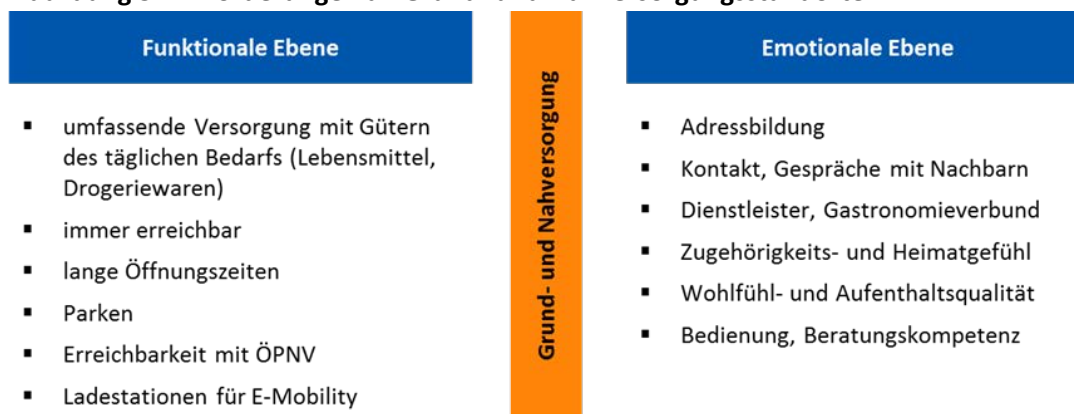 Funktionale Ebene
▪ umfassende Versorgung mit Gütern
des täglichen Bedarfs (Lebensmittel,
Drogeriewaren)
▪ immer erreichbar
▪ lange Öffnungszeiten
▪ Parken
▪ Erreichbarkeit mit ÖPNV
▪ Ladestationen für E-Mobility
Grund- und Nahversorgung
Emotionale Ebene
▪ Adressbildung
▪ Kontakt, Gespräche mit Nachbarn
▪ Dienstleister, Gastronomieverbund
▪ Zugehörigkeits- und Heimatgefühl
▪ Wohlfühl- und Aufenthaltsqualität
▪ Bedienung, Beratungskompetenz